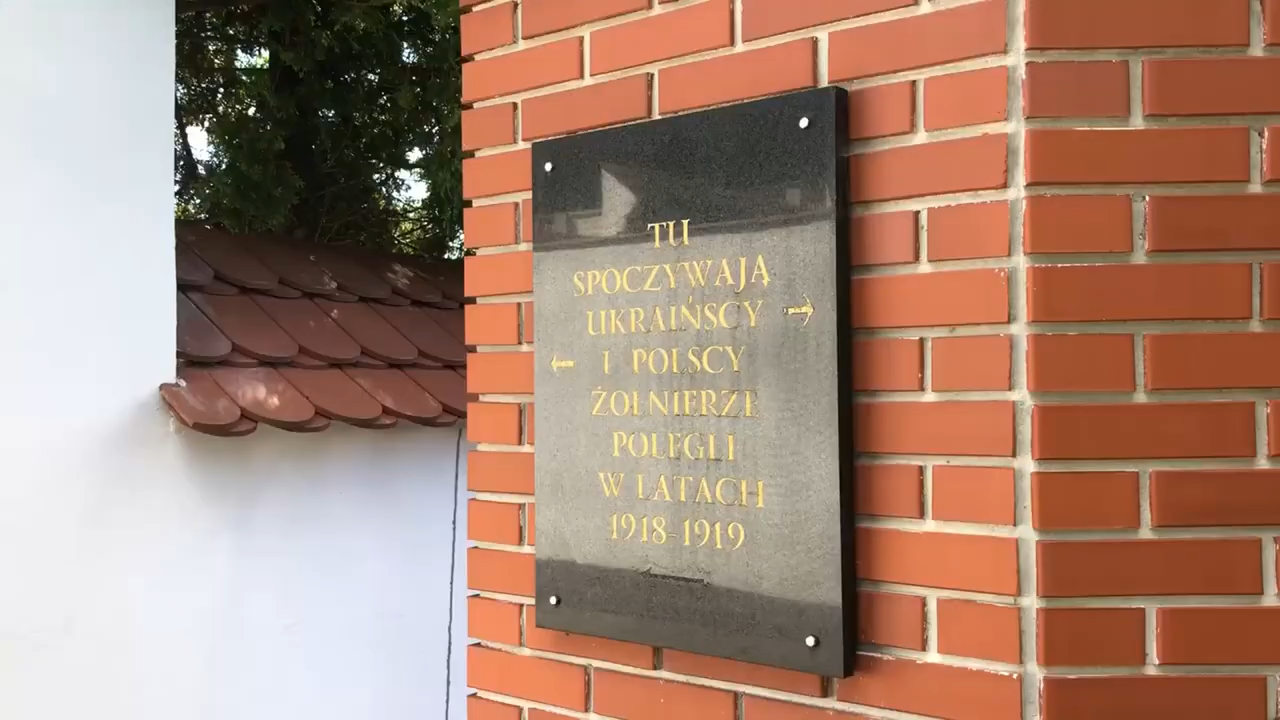 TU
SPOCZYWAJĄ
UKRAIŃSCY →
← I POLSCY
ŻOŁNIERZE
POLEGLI
W LATACH
1918-1919